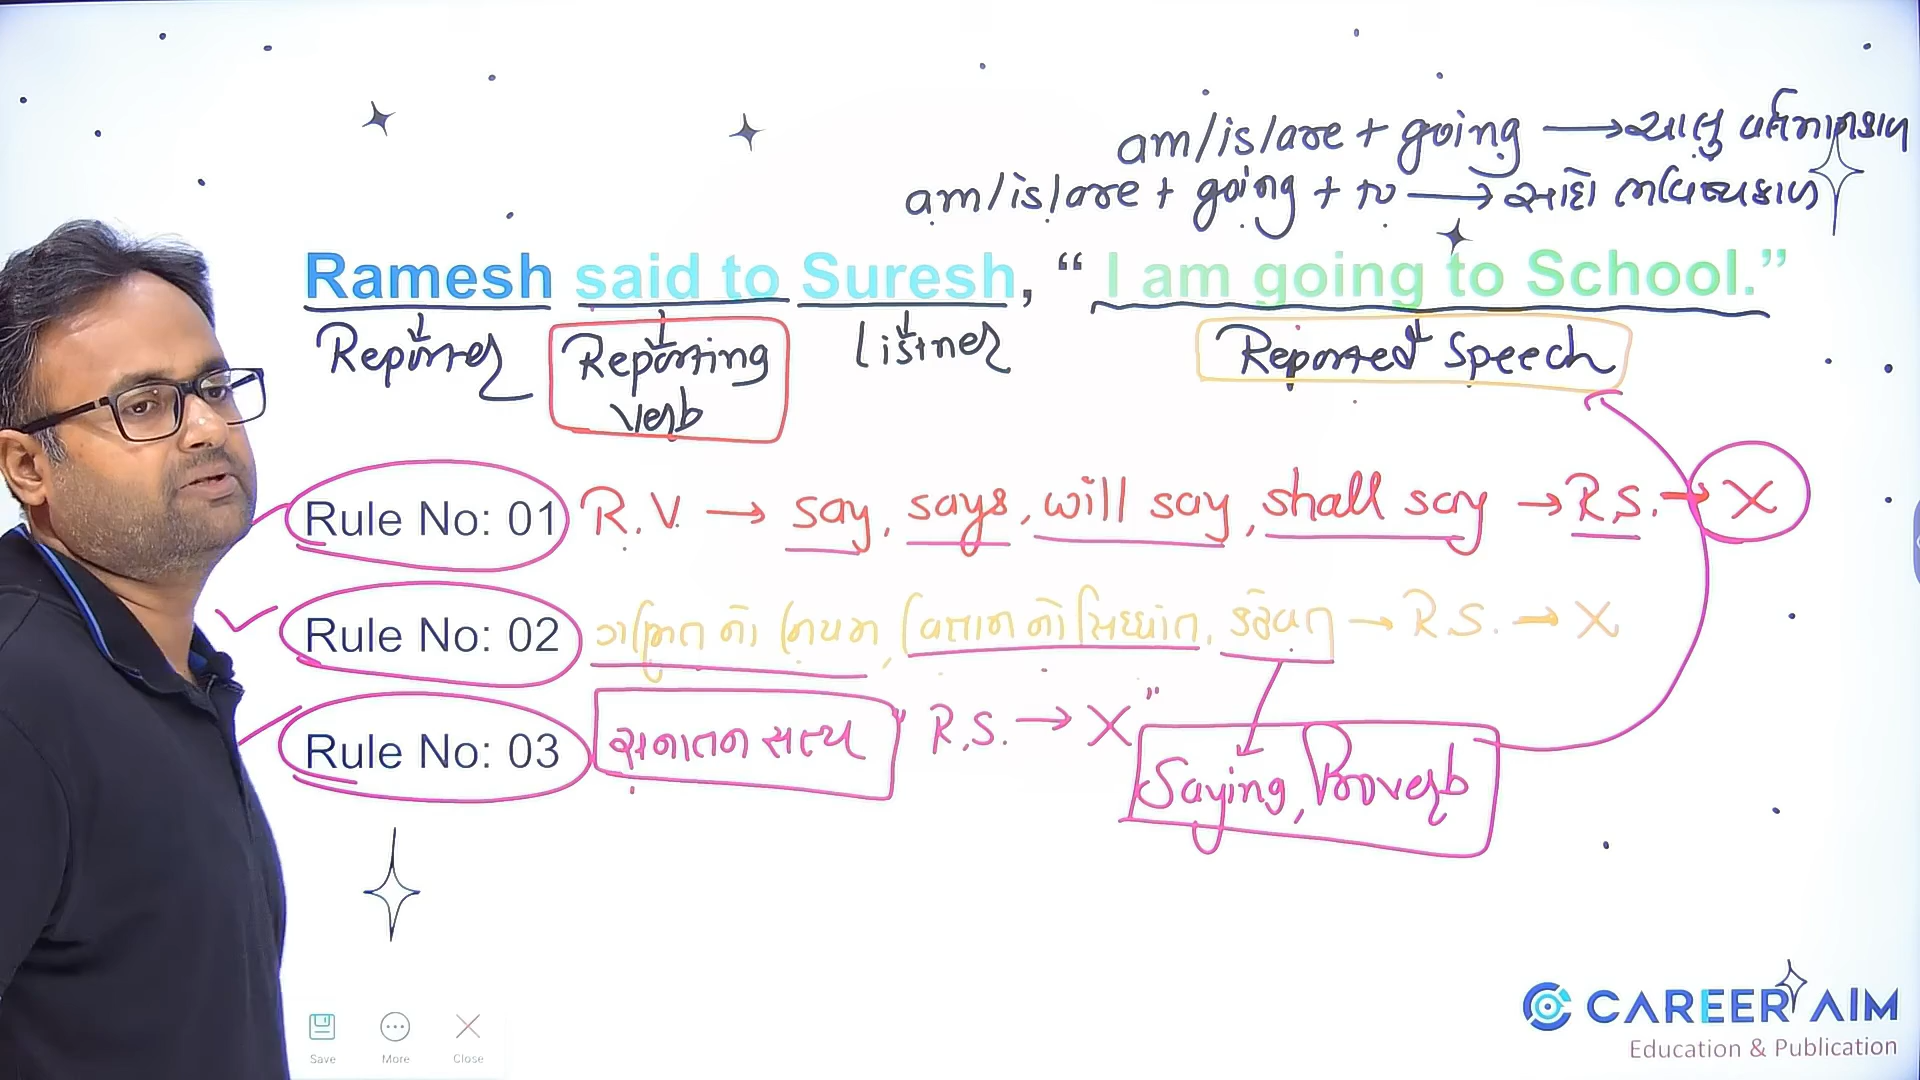 am/is/are + going → ચાલુ વર્તમાનકાળ
am/is/are + going + to → સાદો ભવિષ્યકાળ
Ramesh said to Suresh, “ I am going to School.”
Reporter Reporting verb listner Reported Speech
Rule No: 01 R.V. → say, says, will say, shall say → R.S. → X
Rule No: 02 ગણિતનો નિયમ, વિજ્ઞાનનો સિધ્ધાંત, કહેવત → R.S. → X
Rule No: 03 સનાતન સત્ય " R.S. → X "
Saying, Proverb
Save More Close
CAREER AIM
Education & Publication